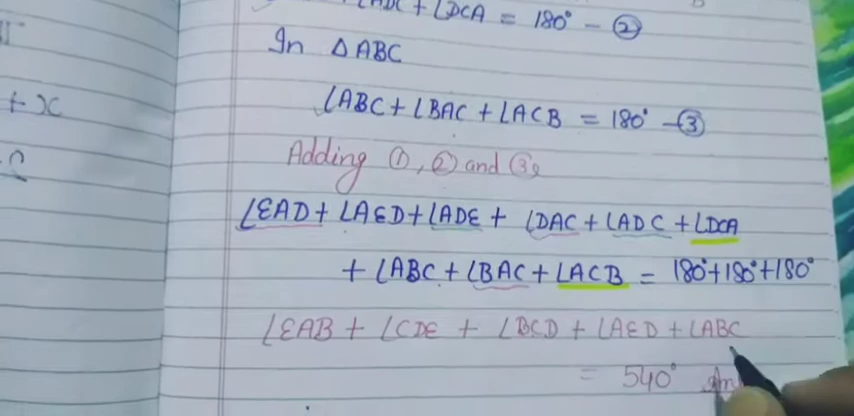 ∠ADC + ∠DCA = 180° – ②
In △ABC
∠ABC + ∠BAC + ∠ACB = 180° – ③
Adding ①, ② and ③,
∠EAD + ∠AED + ∠ADE + ∠DAC + ∠ADC + ∠DCA
+ ∠ABC + ∠BAC + ∠ACB = 180° + 180° + 180°
∠EAB + ∠CDE + ∠BCD + ∠AED + ∠ABC
= 540°
+ x